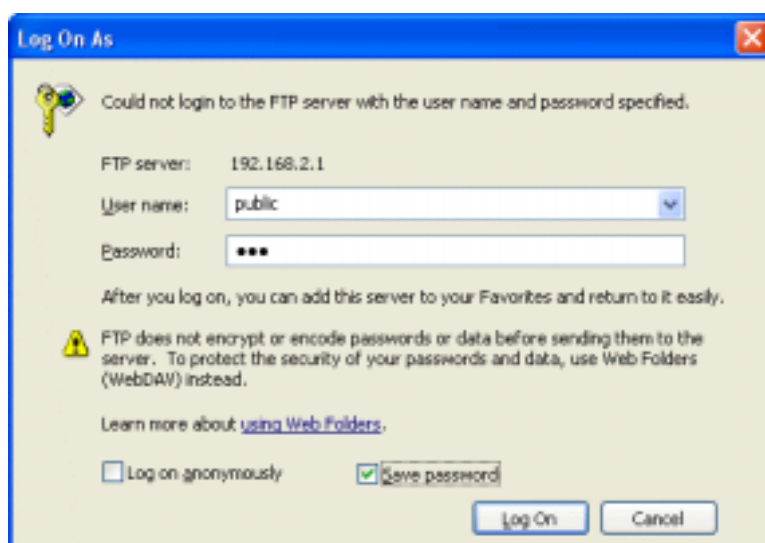 Log On As
Could not login to the FTP server with the user name and password specified.
FTP server: 192.168.2.1
User name: public
Password: •••
After you log on, you can add this server to your Favorites and return to it easily.
FTP does not encrypt or encode passwords or data before sending them to the
server. To protect the security of your passwords and data, use Web Folders
(WebDAV) instead.
Learn more about using Web Folders.
Log on anonymously Save password
Log On Cancel